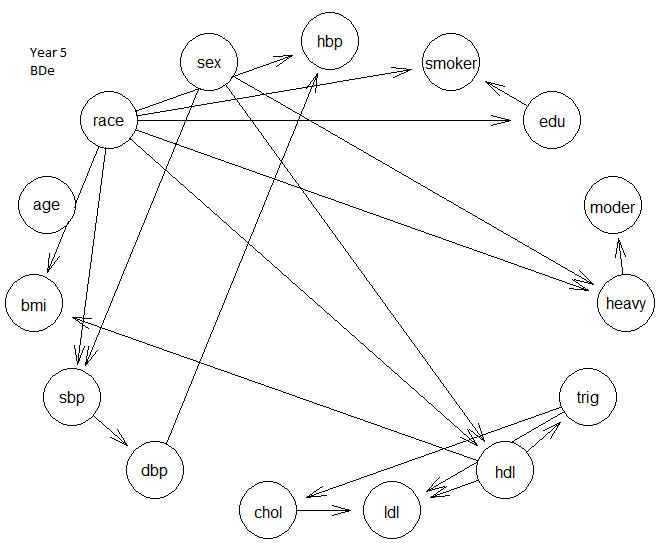 Year 5
BDe
sex
hbp
smoker
race
edu
age
moder
bmi
heavy
sbp
trig
dbp
hdl
chol
ldl